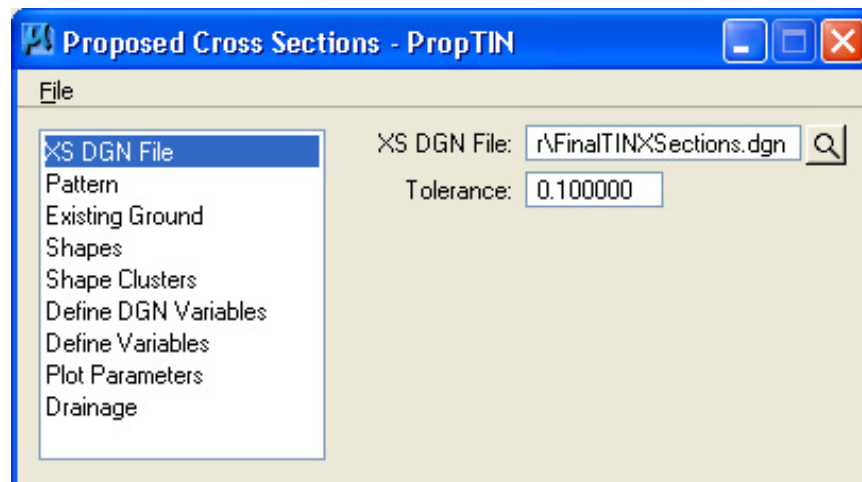 Proposed Cross Sections - PropTIN
File
XS DGN File
Pattern
Existing Ground
Shapes
Shape Clusters
Define DGN Variables
Define Variables
Plot Parameters
Drainage
XS DGN File: r\FinalTINXSections.dgn
Tolerance: 0.100000